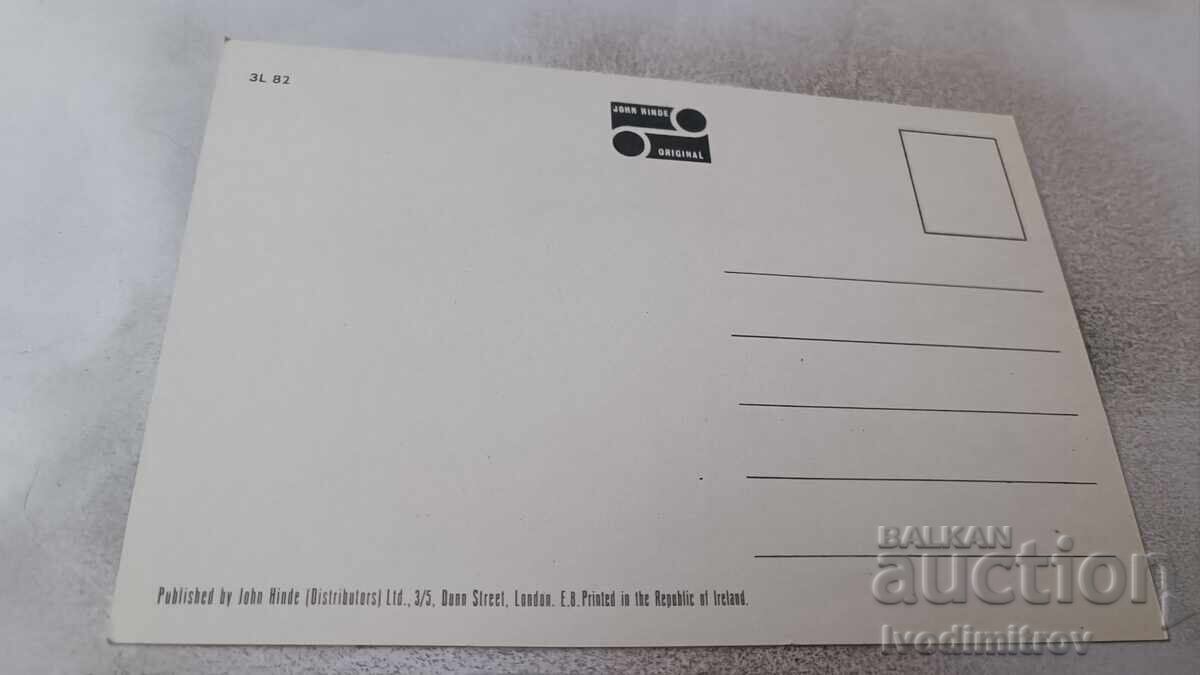 3L 82
JOHN HINDE
ORIGINAL
Published by John Hinde (Distributors) Ltd., 3/5, Dunn Street, London. E.8. Printed in the Republic of Ireland.
BALKAN
auction
Ivodimitrov